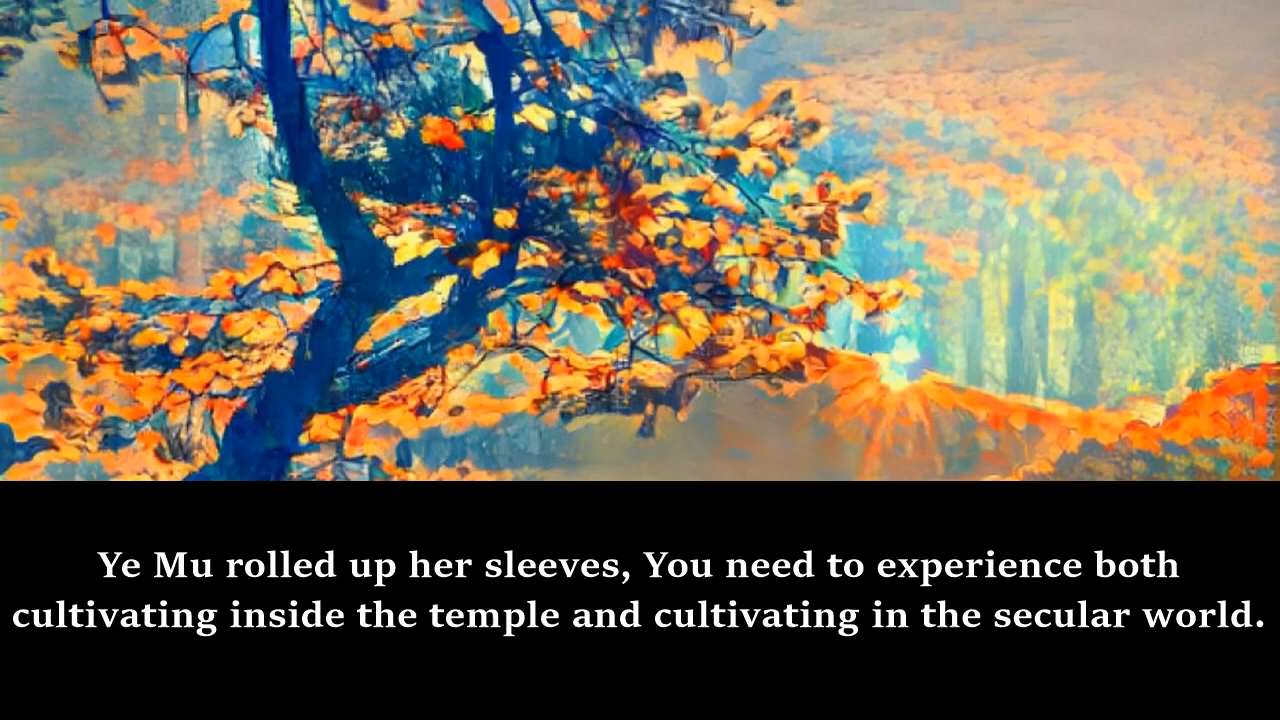 Ye Mu rolled up her sleeves, You need to experience both
cultivating inside the temple and cultivating in the secular world.